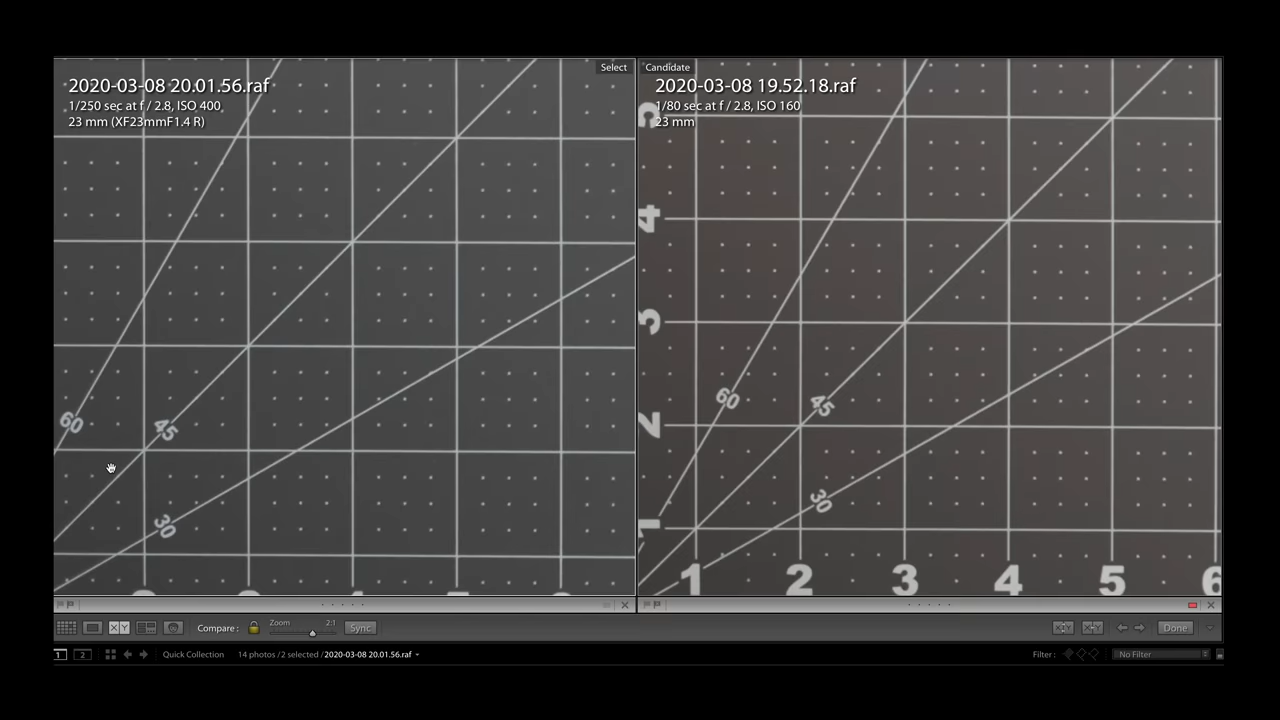 Select
2020-03-08 20.01.56.raf
1/250 sec at f / 2.8, ISO 400,
23 mm (XF23mmF1.4 R)
60
45
30
Candidate
2020-03-08 19.52.18.raf
1/80 sec at f / 2.8, ISO 160
23 mm
4
3
60
45
2
30
1
1 2 3 4 5 6
XY
Compare :
Zoom
2:1
Sync
Done
1
2
Quick Collection
14 photos / 2 selected / 2020-03-08 20.01.56.raf
Filter :
No Filter